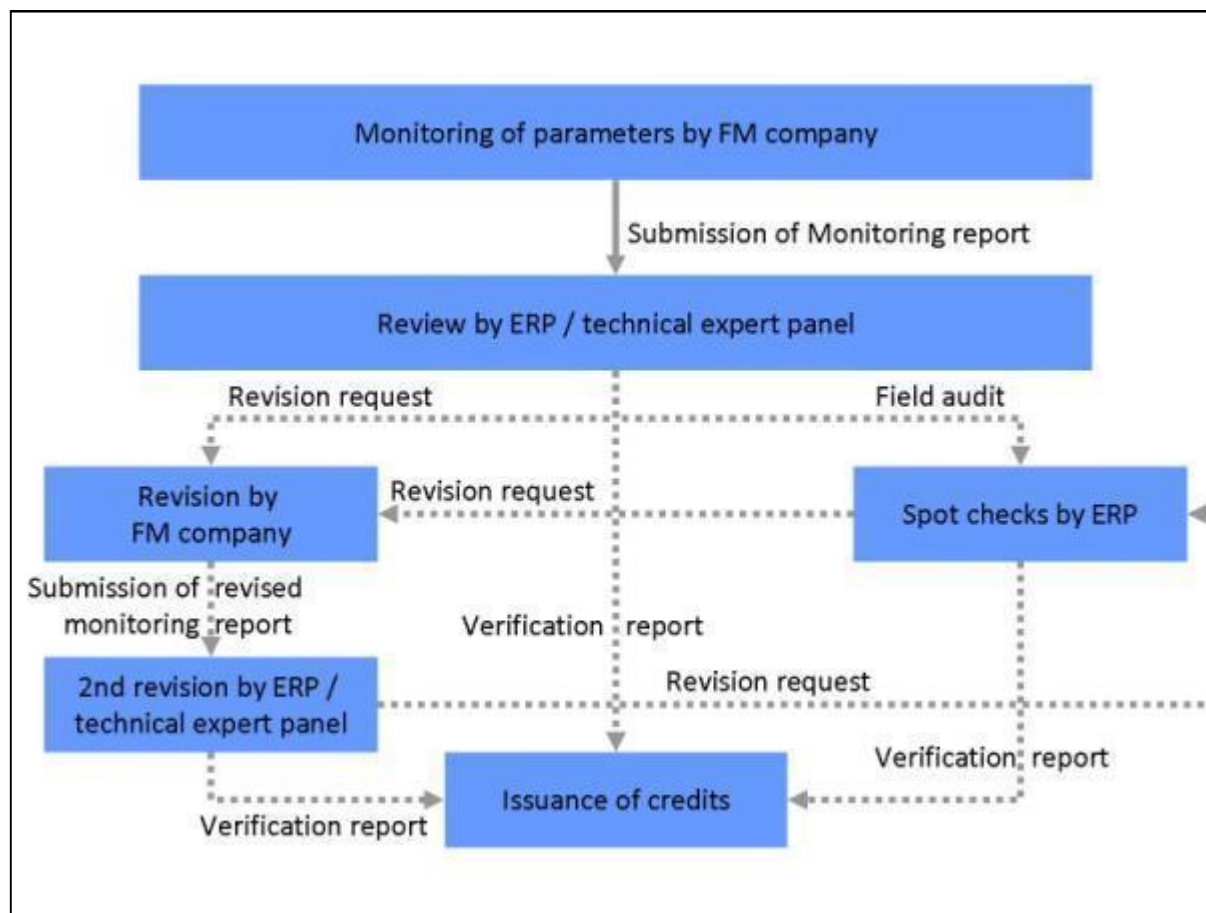 Monitoring of parameters by FM company
Submission of Monitoring report
Review by ERP / technical expert panel
Revision request
Field audit
Revision by
FM company
Revision request
Spot checks by ERP
Submission of revised
monitoring report
Verification report
2nd revision by ERP /
technical expert panel
Revision request
Verification report
Issuance of credits
Verification report